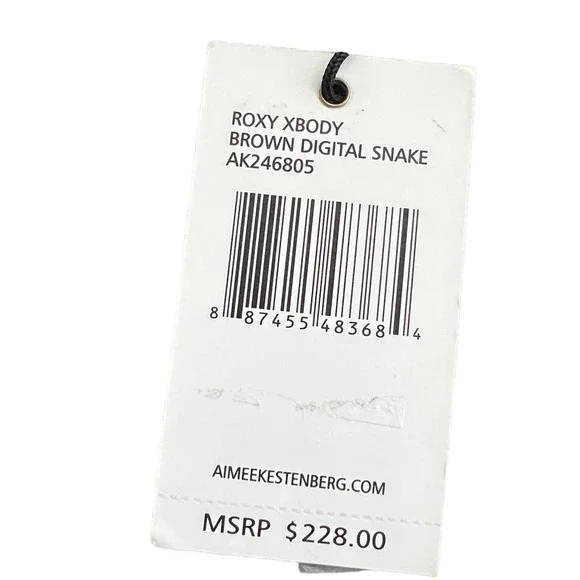 ROXY XBODY
BROWN DIGITAL SNAKE
AK246805
8 87455 48368 4
AIMEEKESTENBERG.COM
MSRP $228.00